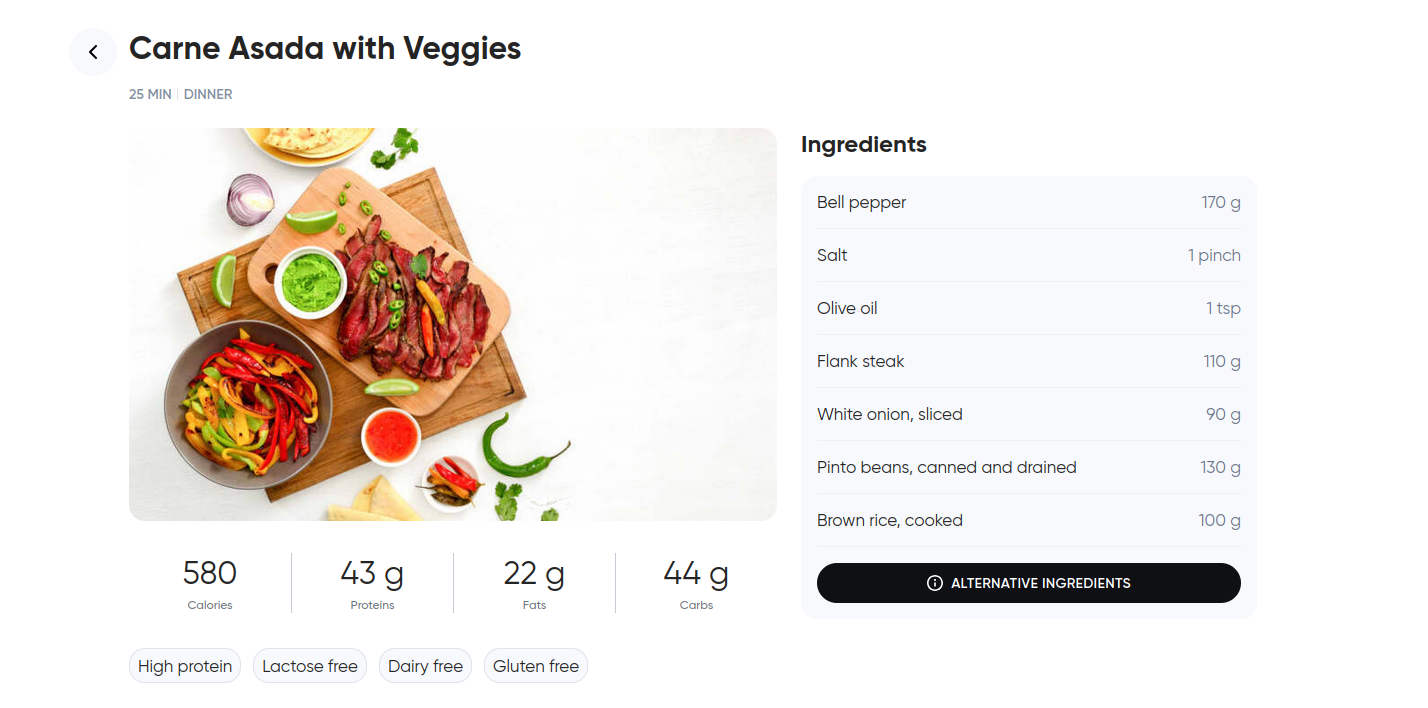 Carne Asada with Veggies
25 MIN | DINNER
Ingredients
Bell pepper 170 g
Salt 1 pinch
Olive oil 1 tsp
Flank steak 110 g
White onion, sliced 90 g
Pinto beans, canned and drained 130 g
Brown rice, cooked 100 g
ALTERNATIVE INGREDIENTS
580 43 g 22 g 44 g
Calories Proteins Fats Carbs
High protein Lactose free Dairy free Gluten free